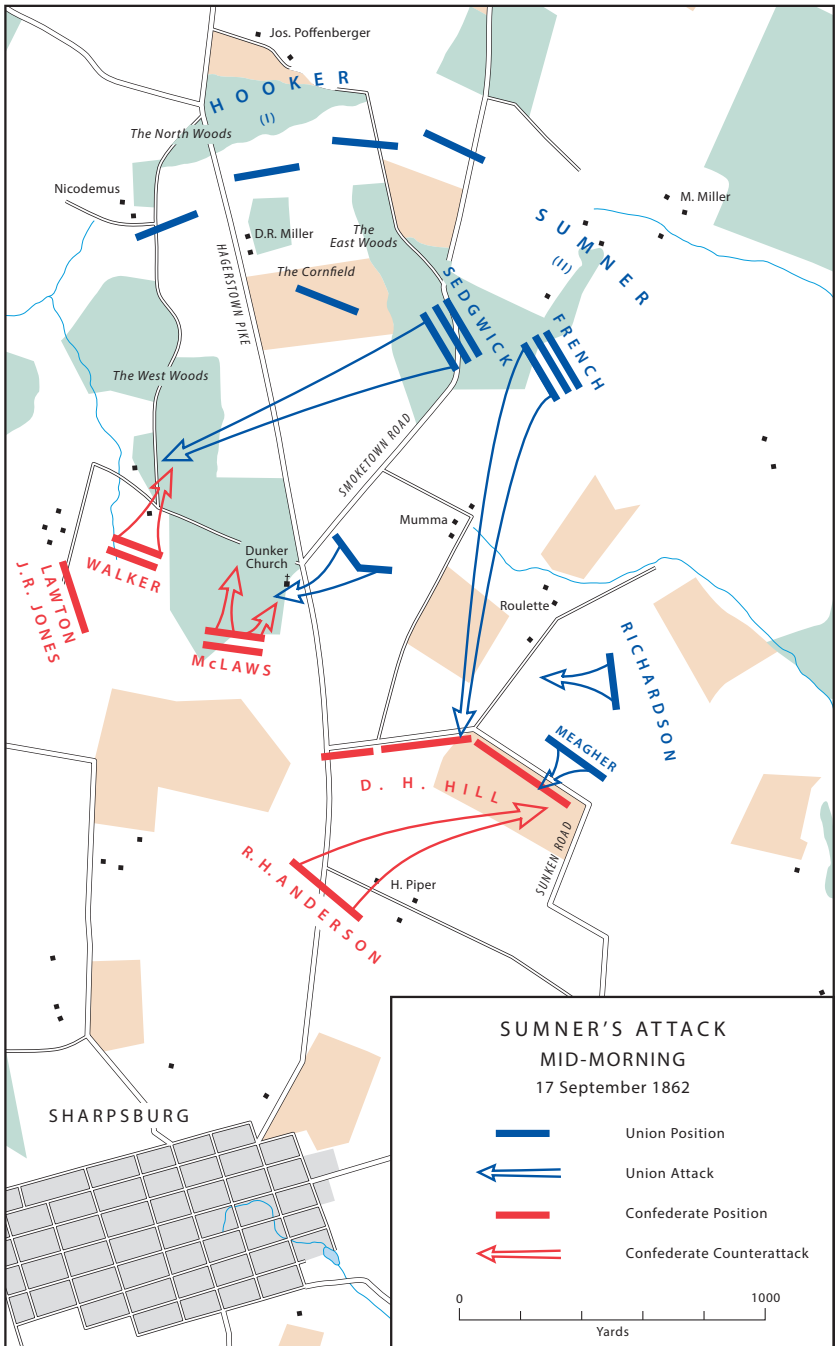 Jos. Poffenberger
HOOKER
(I)
The North Woods
Nicodemus
M. Miller
D.R. Miller
The
East Woods
SUMNER
(II)
HAGERSTOWN PIKE
The Cornfield
SEDGWICK
FRENCH
The West Woods
SMOKETOWN ROAD
Mumma
Dunker
Church
WALKER
LAWTON
J.R. JONES
McLAWS
Roulette
RICHARDSON
MEAGHER
D. H. HILL
SUNKEN ROAD
R.H. ANDERSON
H. Piper
SHARPSBURG
SUMNER'S ATTACK
MID-MORNING
17 September 1862
Union Position
Union Attack
Confederate Position
Confederate Counterattack
0 1000
Yards